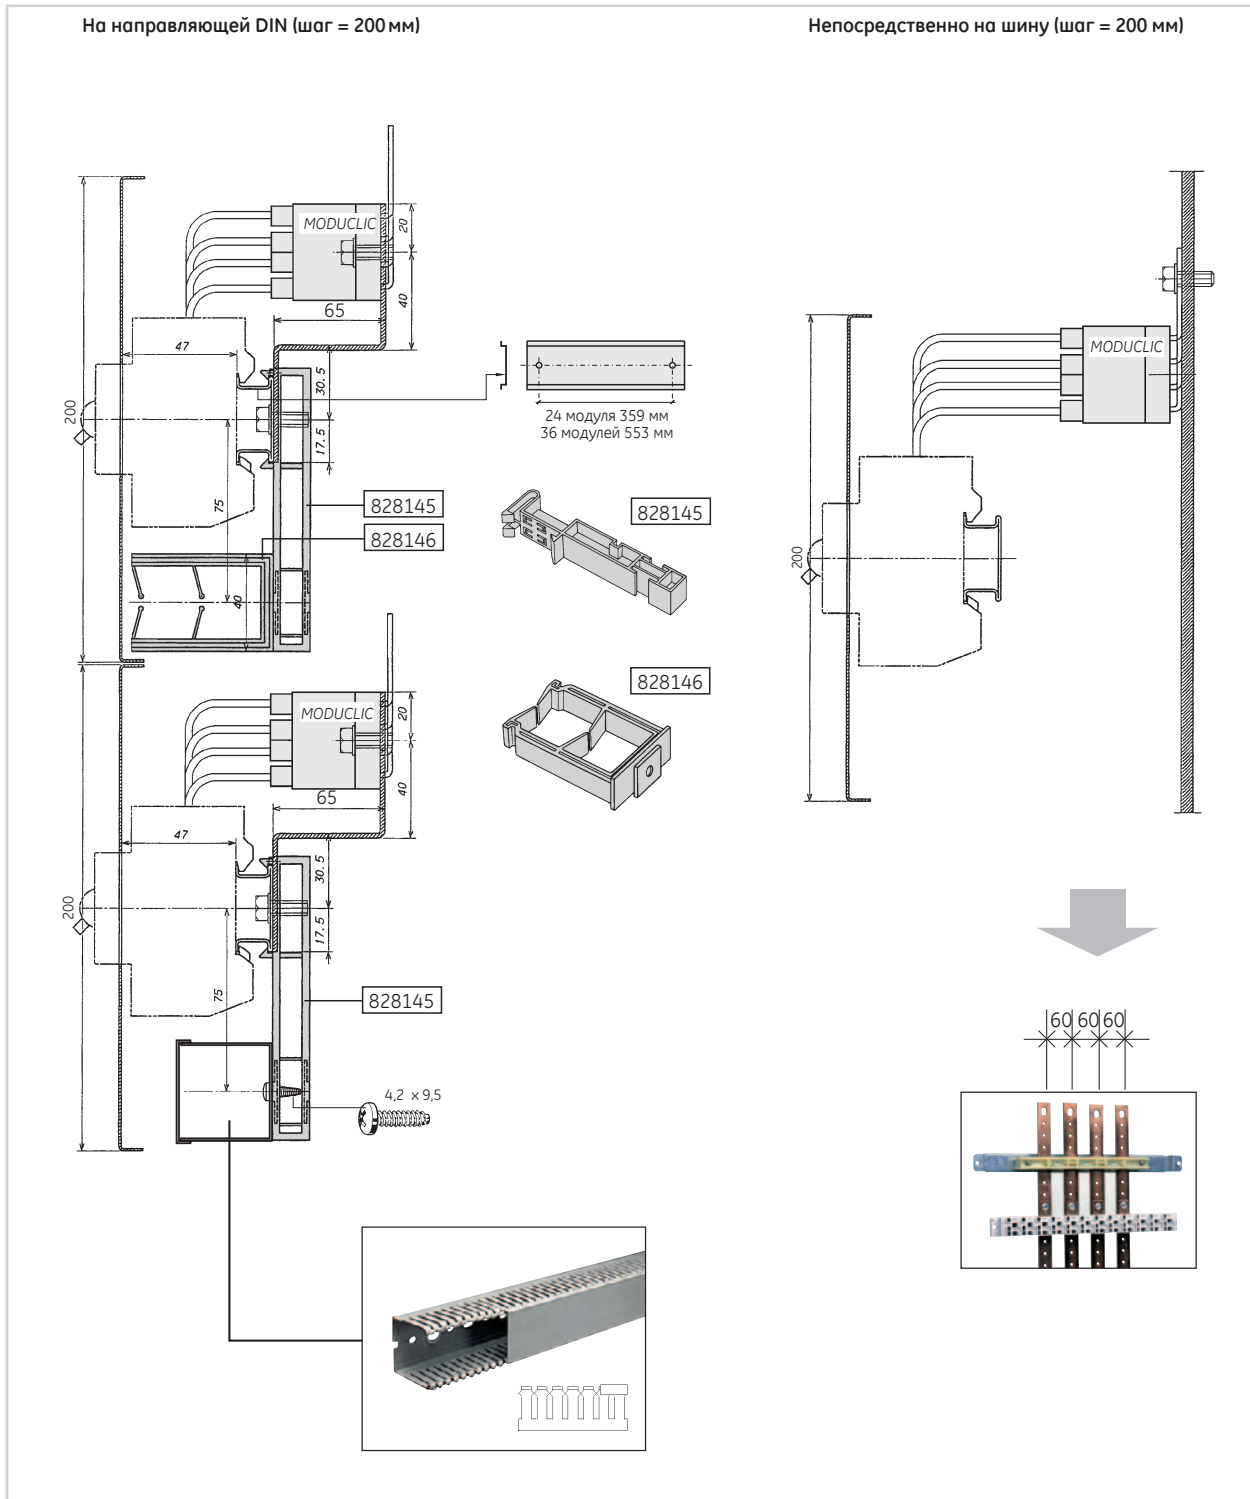 На направляющей DIN (шаг = 200 мм)
Непосредственно на шину (шаг = 200 мм)
MODUCLIC
20
40
65
47
30.5
17.5
200
75
40
24 модуля 359 мм
36 модулей 553 мм
828145
828146
828145
828146
MODUCLIC
20
40
65
47
30.5
17.5
200
75
828145
4,2 x 9,5
MODUCLIC
200
60 60 60